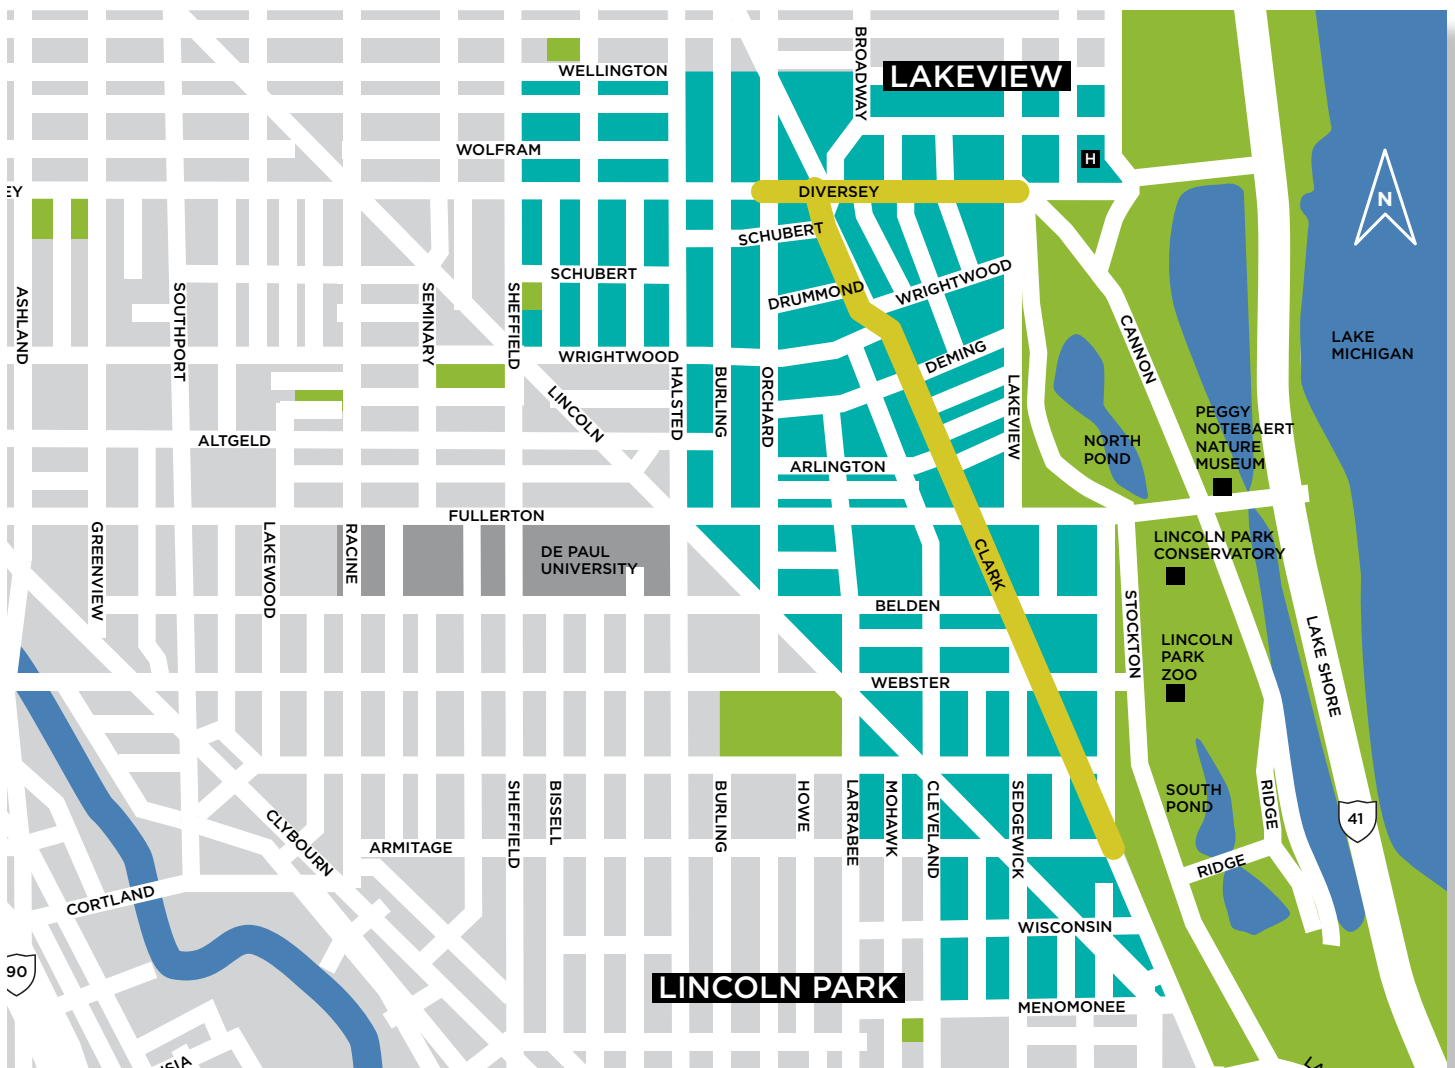 BROADWAY
WELLINGTON
LAKEVIEW
WOLFRAM
H
EY
DIVERSEY
N
SCHUBERT
SCHUBERT
WRIGHTWOOD
DRUMMOND
ASHLAND
SOUTHPORT
SEMINARY
SHEFFIELD
CANNON
LAKE
MICHIGAN
WRIGHTWOOD
DEMING
HALSTED
BURLING
ORCHARD
LAKEVIEW
LINCOLN
PEGGY
NOTEBAERT
NATURE
MUSEUM
ALTGELD
NORTH
POND
ARLINGTON
FULLERTON
GREENVIEW
LAKEWOOD
RACINE
DE PAUL
UNIVERSITY
CLARK
LINCOLN PARK
CONSERVATORY
BELDEN
STOCKTON
LAKE SHORE
LINCOLN
PARK
ZOO
WEBSTER
SHEFFIELD
BISSELL
BURLING
HOWE
LARRABEE
MOHAWK
CLEVELAND
SEDGEWICK
SOUTH
POND
RIDGE
41
CLYBOURN
ARMITAGE
RIDGE
CORTLAND
WISCONSIN
90
LINCOLN PARK
MENOMONEE
SIA
LA